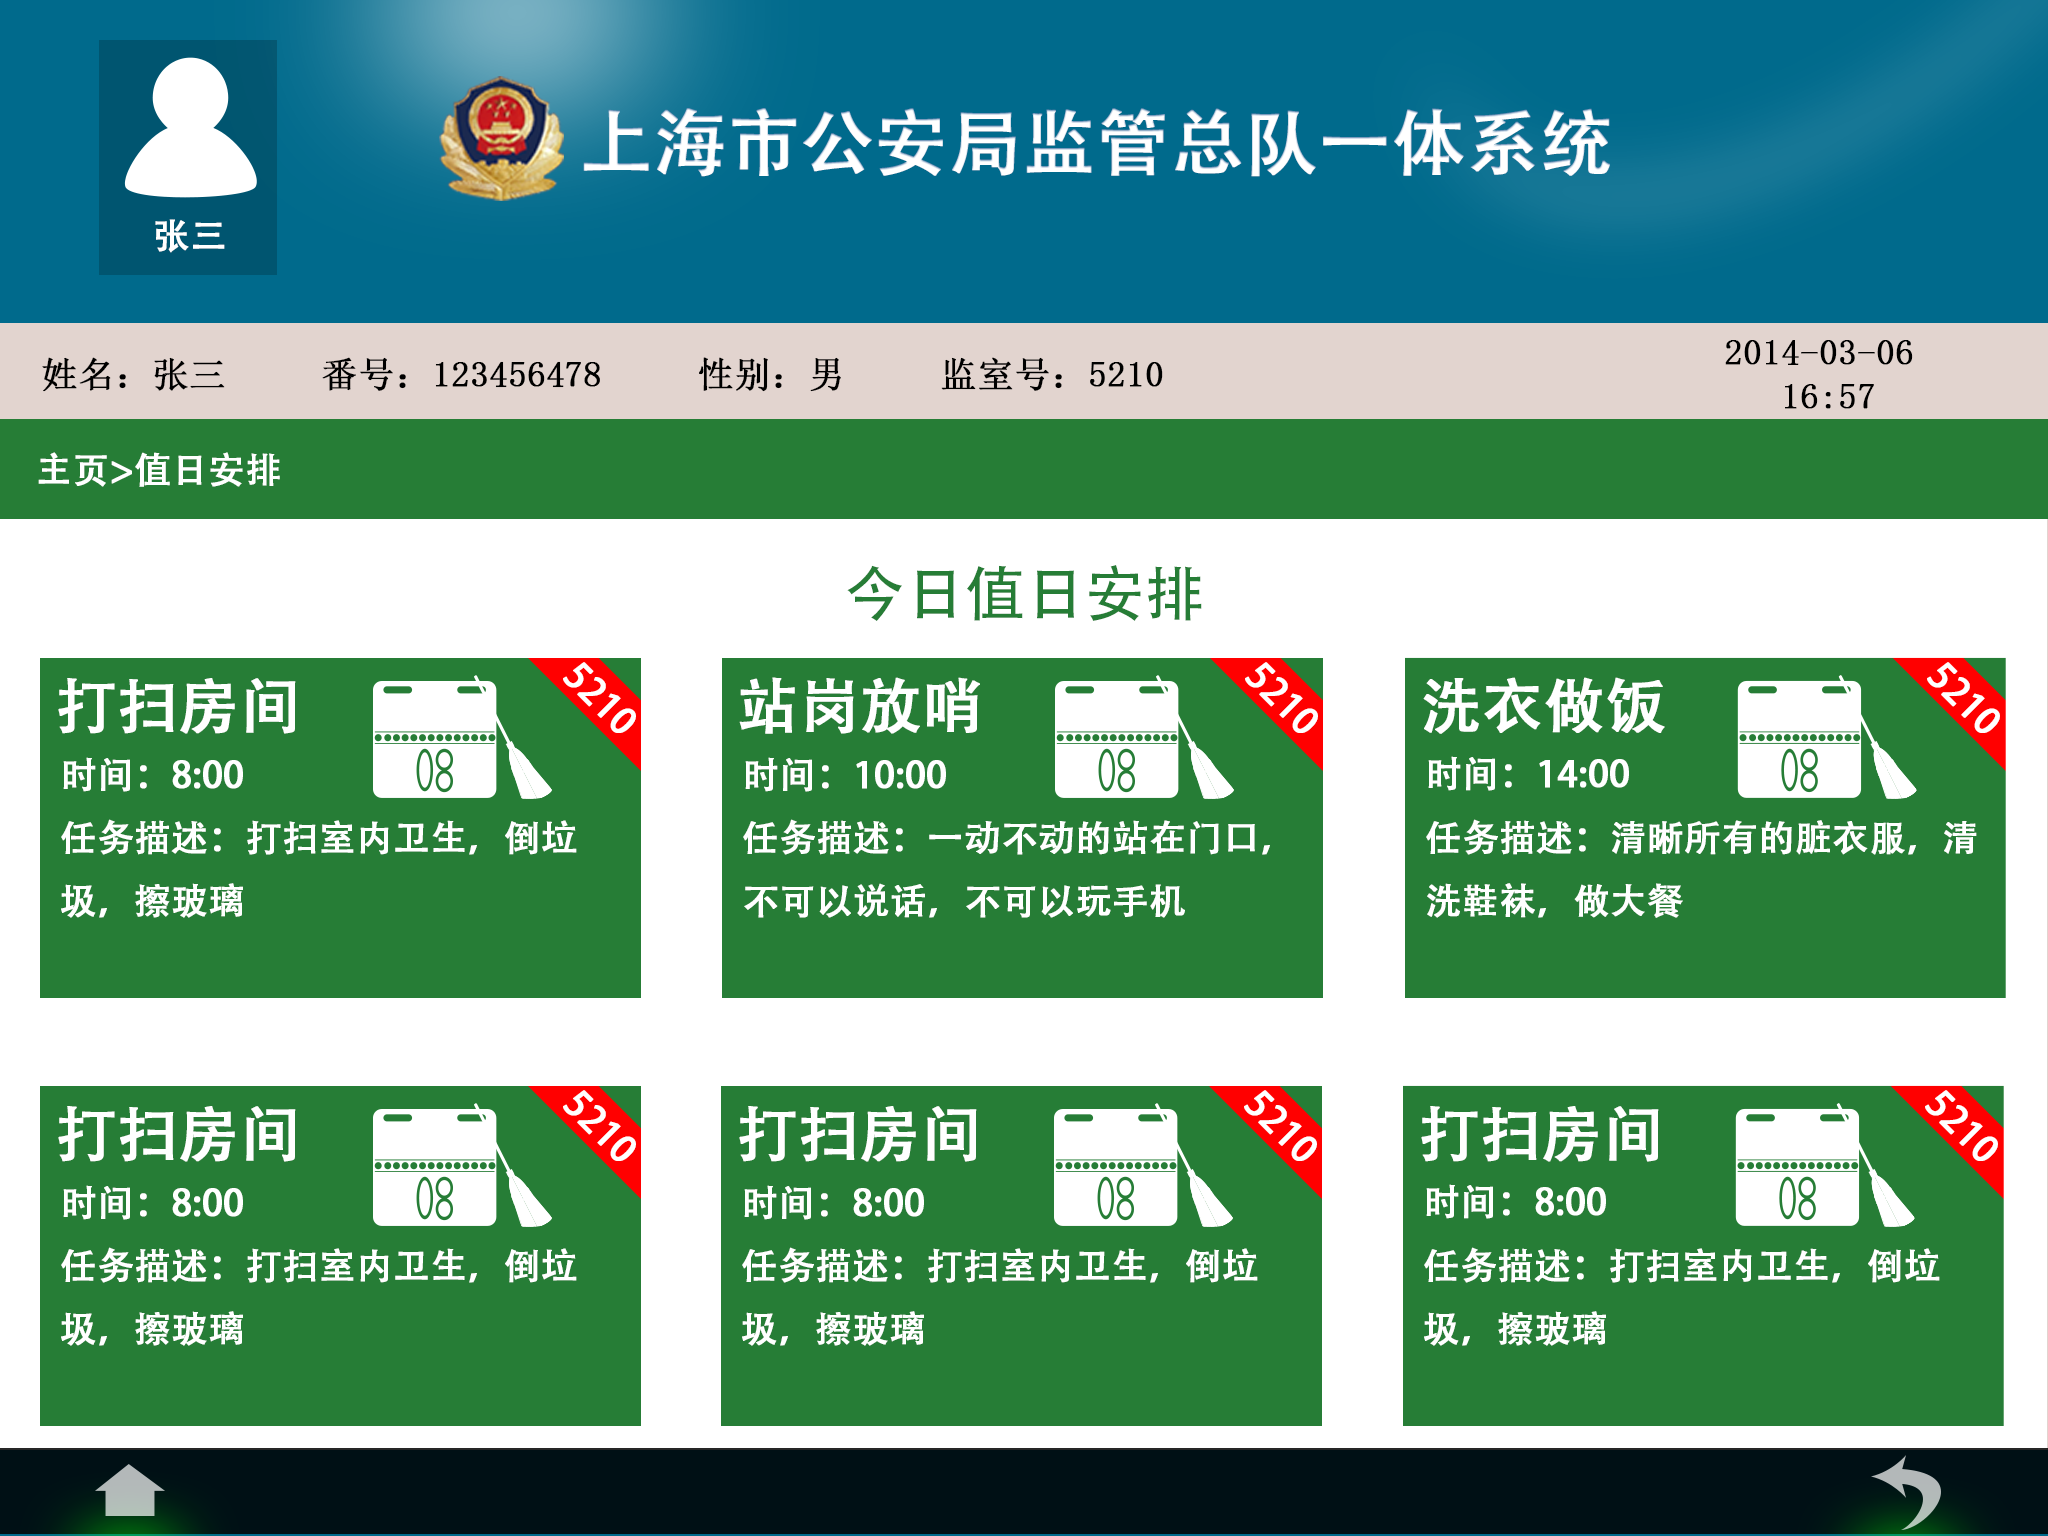 张三
上海市公安局监管总队一体系统
姓名：张三 番号：123456478 性别：男 监室号：5210
2014-03-06
16:57
主页>值日安排
今日值日安排
打扫房间
5210
时间：8:00
08
任务描述：打扫室内卫生，倒垃
圾，擦玻璃
站岗放哨
5210
时间：10:00
08
任务描述：一动不动的站在门口，
不可以说话，不可以玩手机
洗衣做饭
5210
时间：14:00
08
任务描述：清晰所有的脏衣服，清
洗鞋袜，做大餐
打扫房间
5210
时间：8:00
08
任务描述：打扫室内卫生，倒垃
圾，擦玻璃
打扫房间
5210
时间：8:00
08
任务描述：打扫室内卫生，倒垃
圾，擦玻璃
打扫房间
5210
时间：8:00
08
任务描述：打扫室内卫生，倒垃
圾，擦玻璃